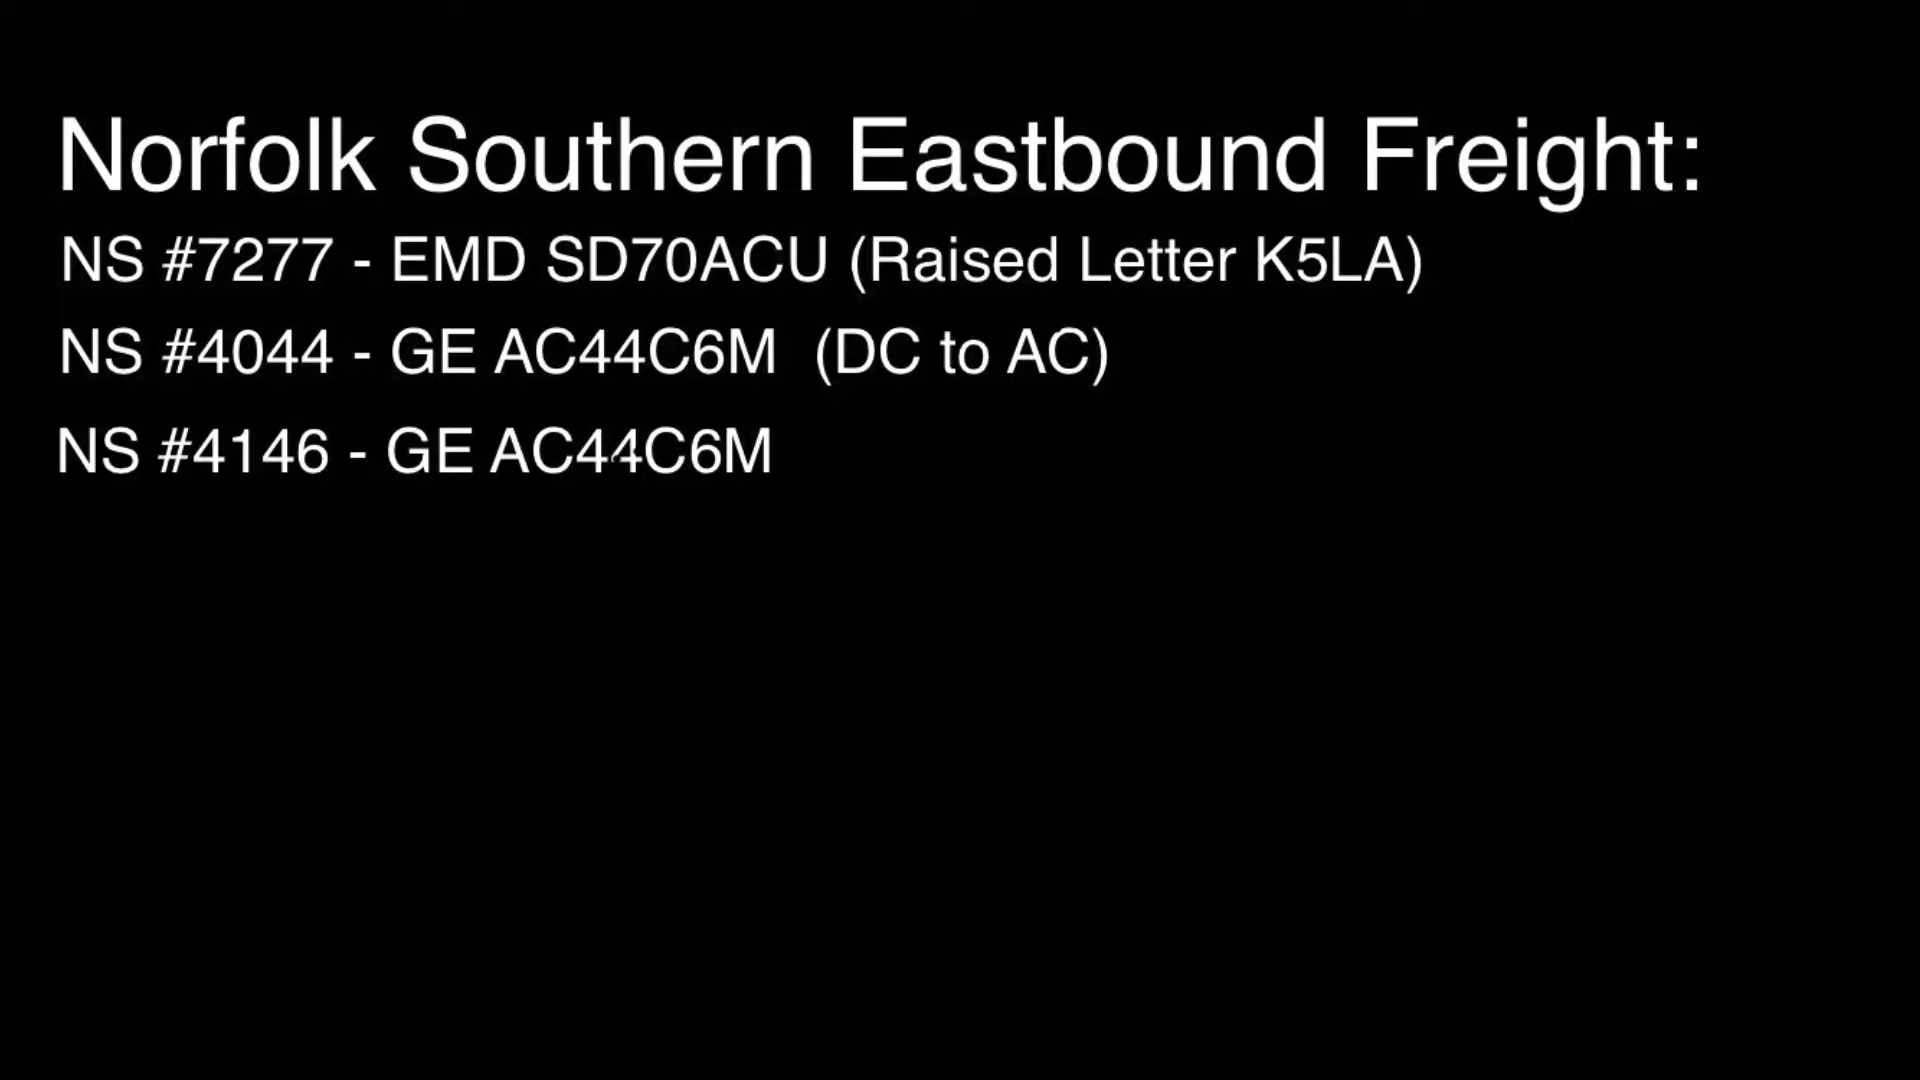 Norfolk Southern Eastbound Freight:
NS #7277 - EMD SD70ACU (Raised Letter K5LA)
NS #4044 - GE AC44C6M (DC to AC)
NS #4146 - GE AC44C6M